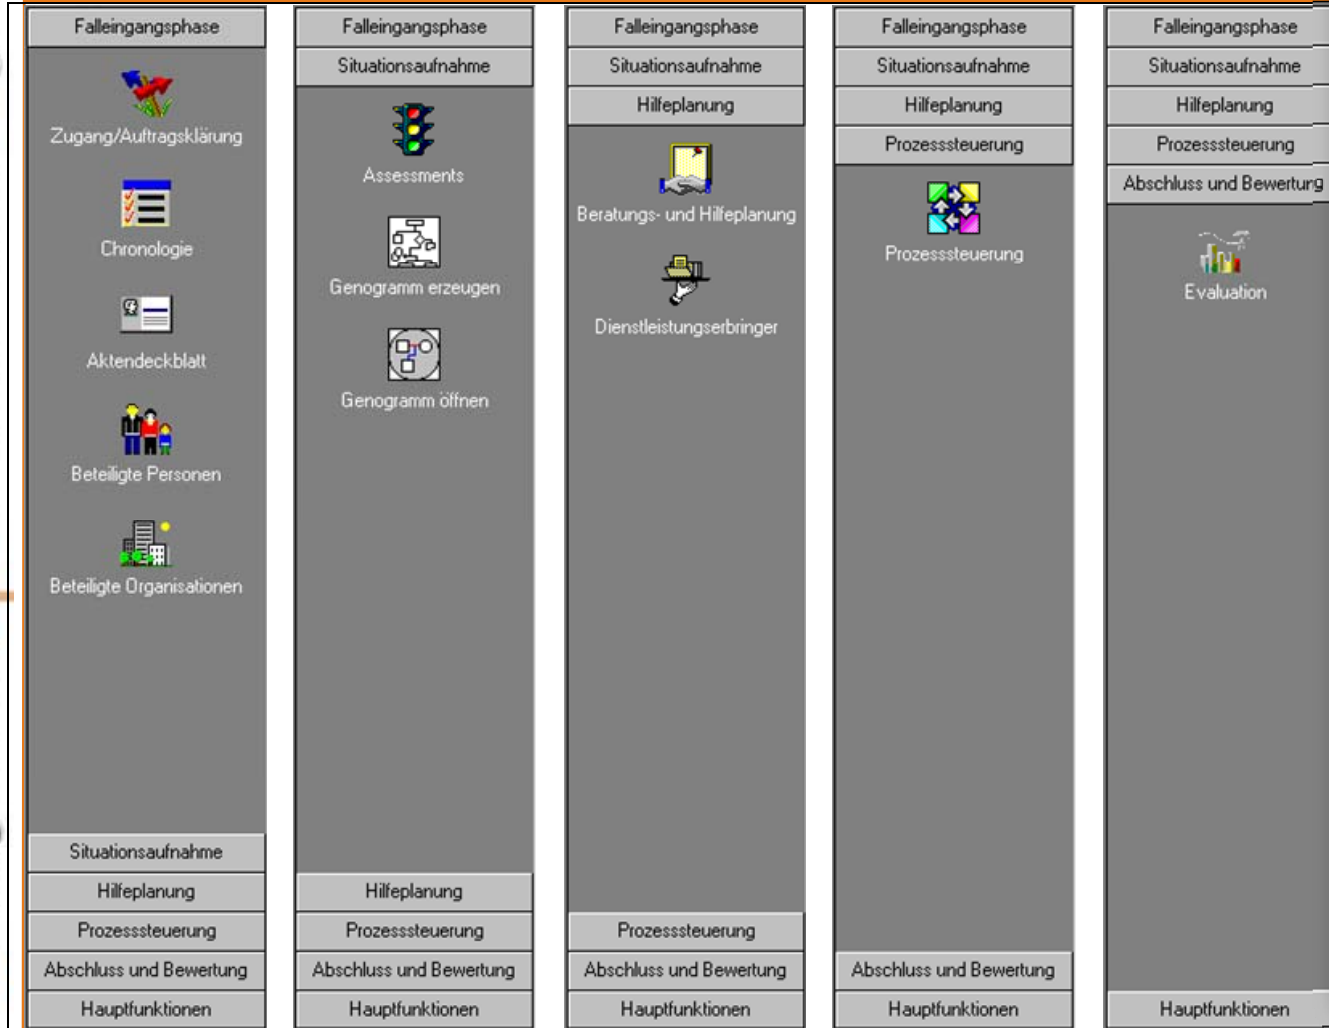 Falleingangsphase
Zugang/Auftragsklärung
Chronologie
Aktendeckblatt
Beteiligte Personen
Beteiligte Organisationen
Situationsaufnahme
Hilfeplanung
Prozesssteuerung
Abschluss und Bewertung
Hauptfunktionen
Falleingangsphase
Situationsaufnahme
Assessments
Genogramm erzeugen
Genogramm öffnen
Hilfeplanung
Prozesssteuerung
Abschluss und Bewertung
Hauptfunktionen
Falleingangsphase
Situationsaufnahme
Hilfeplanung
Beratungs- und Hilfeplanung
Dienstleistungserbringer
Prozesssteuerung
Abschluss und Bewertung
Hauptfunktionen
Falleingangsphase
Situationsaufnahme
Hilfeplanung
Prozesssteuerung
Prozesssteuerung
Abschluss und Bewertung
Hauptfunktionen
Falleingangsphase
Situationsaufnahme
Hilfeplanung
Prozesssteuerung
Abschluss und Bewertung
Evaluation
Hauptfunktionen